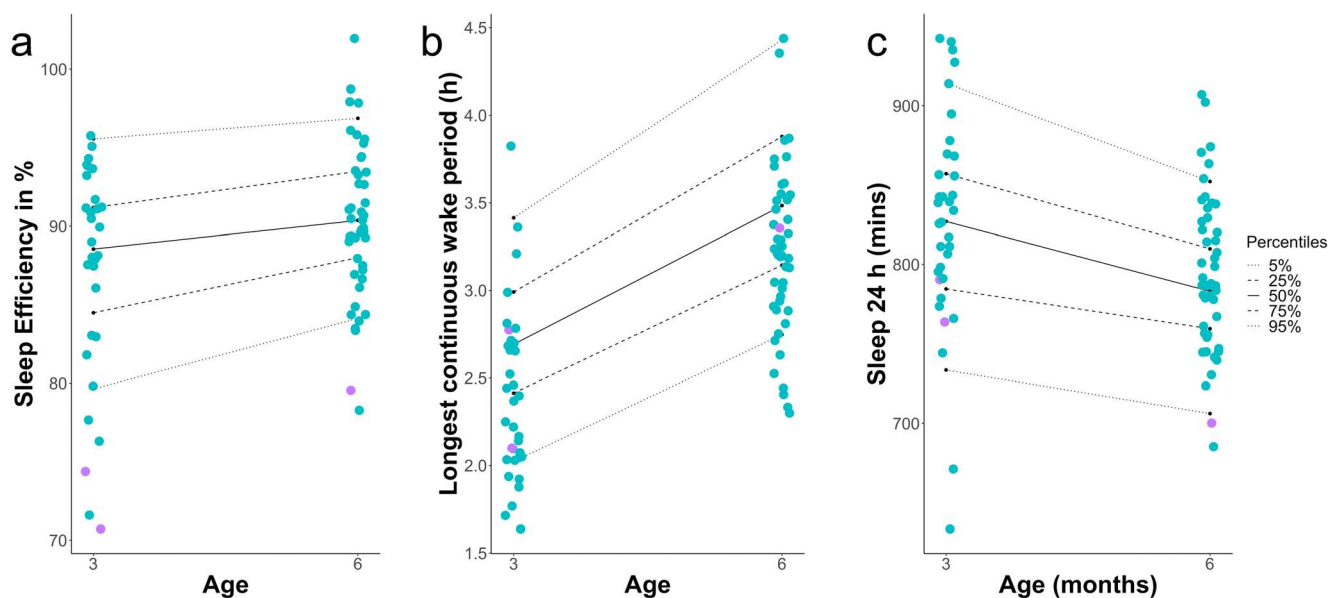 a
Sleep Efficiency in %
100
90
80
70
3
6
Age
b
Longest continuous wake period (h)
4.5
4.0
3.5
3.0
2.5
2.0
1.5
3
6
Age
c
Sleep 24 h (mins)
900
800
700
3
6
Age (months)
Percentiles
5%
25%
50%
75%
95%